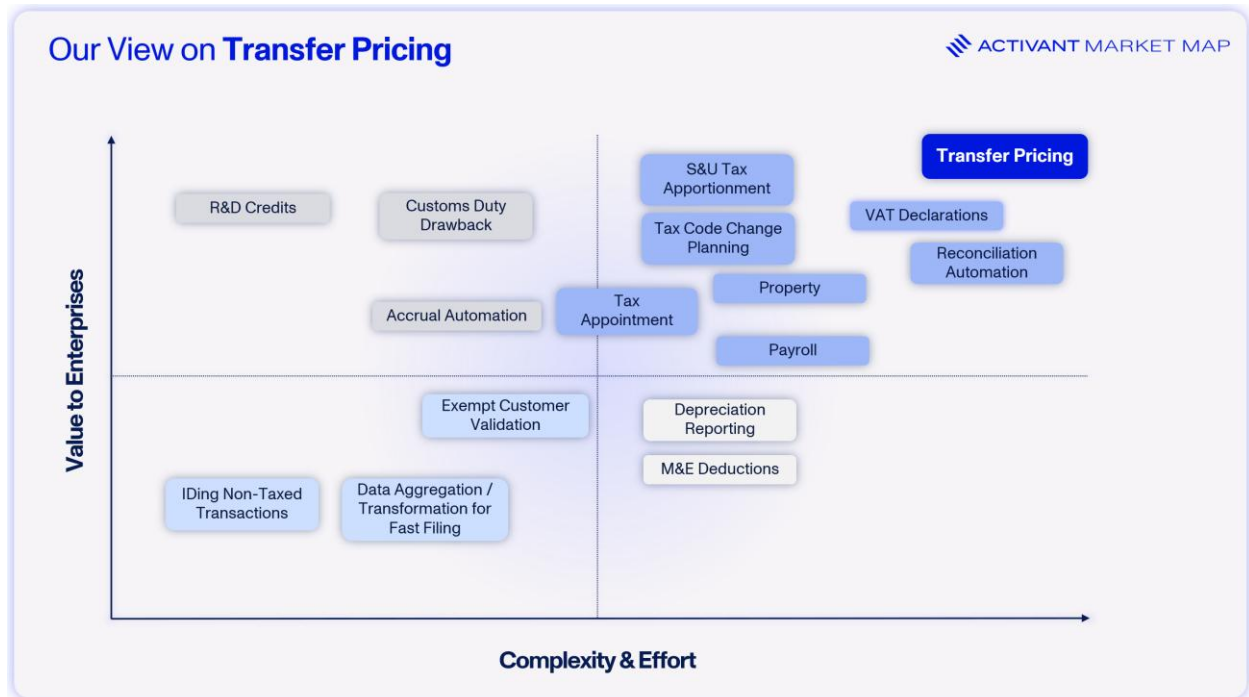 Our View on Transfer Pricing
ACTIVANT MARKET MAP
Transfer Pricing
S&U Tax
Apportionment
R&D Credits
Customs Duty
Drawback
VAT Declarations
Tax Code Change
Planning
Reconciliation
Automation
Property
Tax
Appointment
Accrual Automation
Payroll
Value to Enterprises
Exempt Customer
Validation
Depreciation
Reporting
M&E Deductions
IDing Non-Taxed
Transactions
Data Aggregation /
Transformation for
Fast Filing
Complexity & Effort